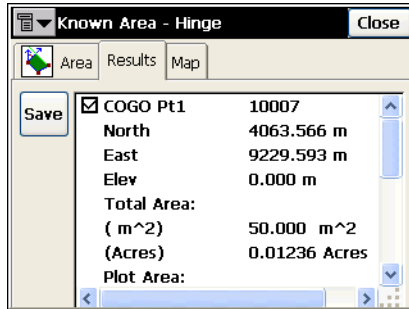 Known Area - Hinge Close
Area Results Map
Save
COGO Pt1 10007
North 4063.566 m
East 9229.593 m
Elev 0.000 m
Total Area:
( m^2) 50.000 m^2
(Acres) 0.01236 Acres
Plot Area: